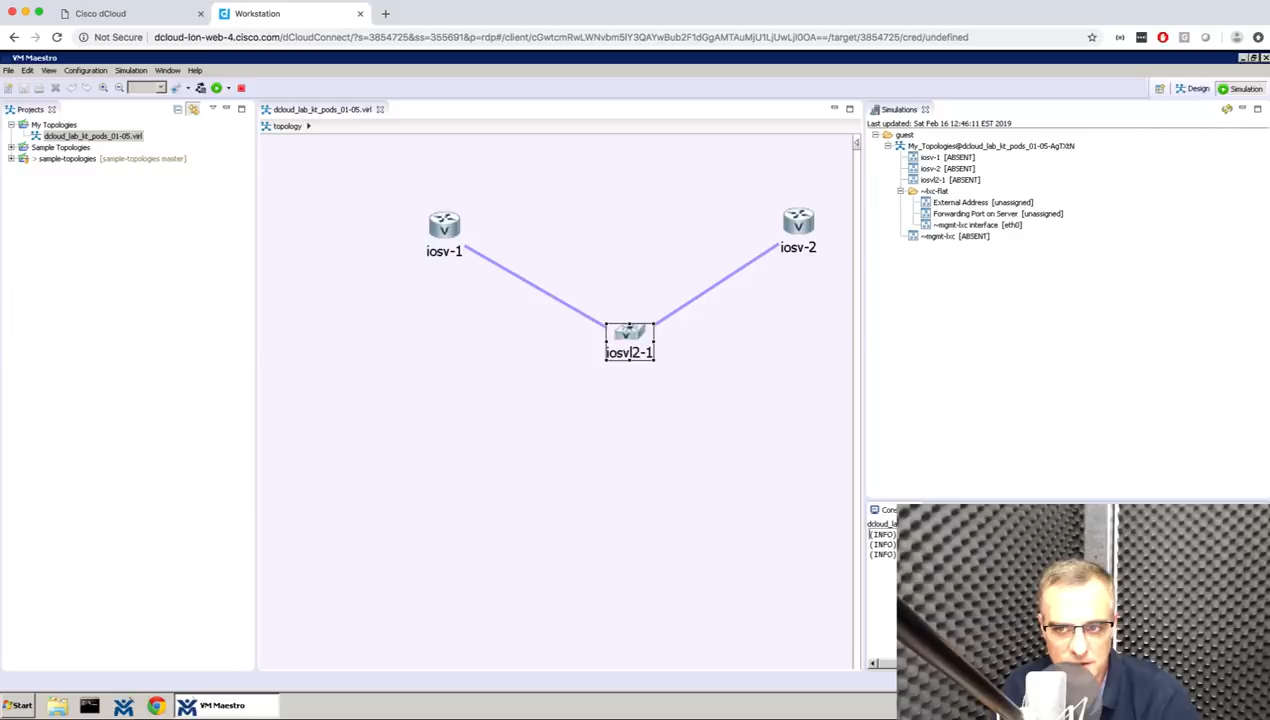 Cisco dCloud
Workstation
Not Secure
dcloud-lon-web-4.cisco.com/dCloudConnect/?s=3854725&ss=355691&p=rdp#/client/
VM Maestro
File Edit View Configuration Simulation Window Help
Design
Simulation
Projects
dcloud_lab_kt_pods_01-05.virl
Simulations
My Topologies
topology
Last updated: Sat Feb 16 12:46:11 EST 2019
dcloud_lab_kt_pods_01-05.virl
guest
Sample Topologies
My_Topologies@dcloud_lab_kt_pods_01-05-AgTXtN
> sample-topologies [sample-topologies master]
iosv-1 [ABSENT]
iosv-2 [ABSENT]
iosvl2-1 [ABSENT]
~lxc-flat
External Address [unassigned]
Forwarding Port on Server [unassigned]
~mgmt-lxc interface [eth0]
~mgmt-lxc [ABSENT]
iosv-1
iosv-2
iosvl2-1
Cons
dcloud_la
(INFO)
(INFO)
(INFO)
Start
VM Maestro